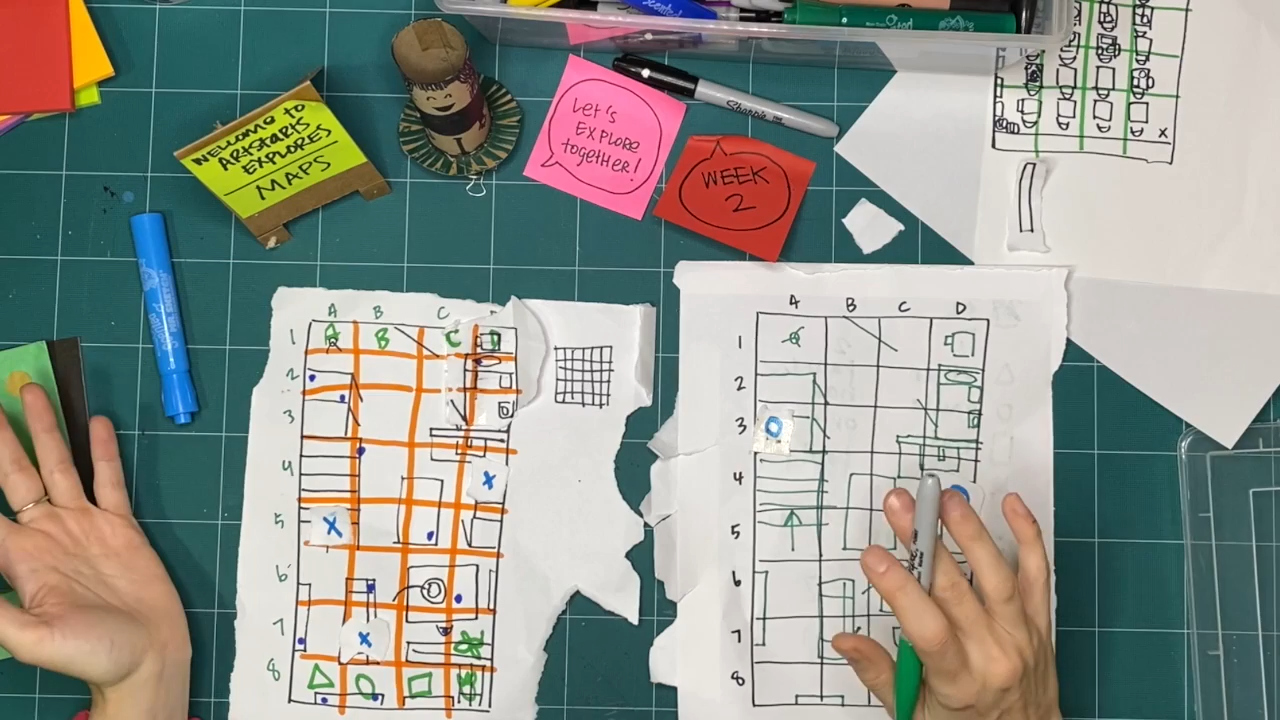 WELCOME to
ARTSTARTS
EXPLORES
MAPS
Let's
EXPLORE
together!
WEEK
2
Sharpie
scented
X
A B C
1 A B C D
2
3
4 X
5 X
6
7 X
8
A B C D
1
2
3
4
5
6
7
8